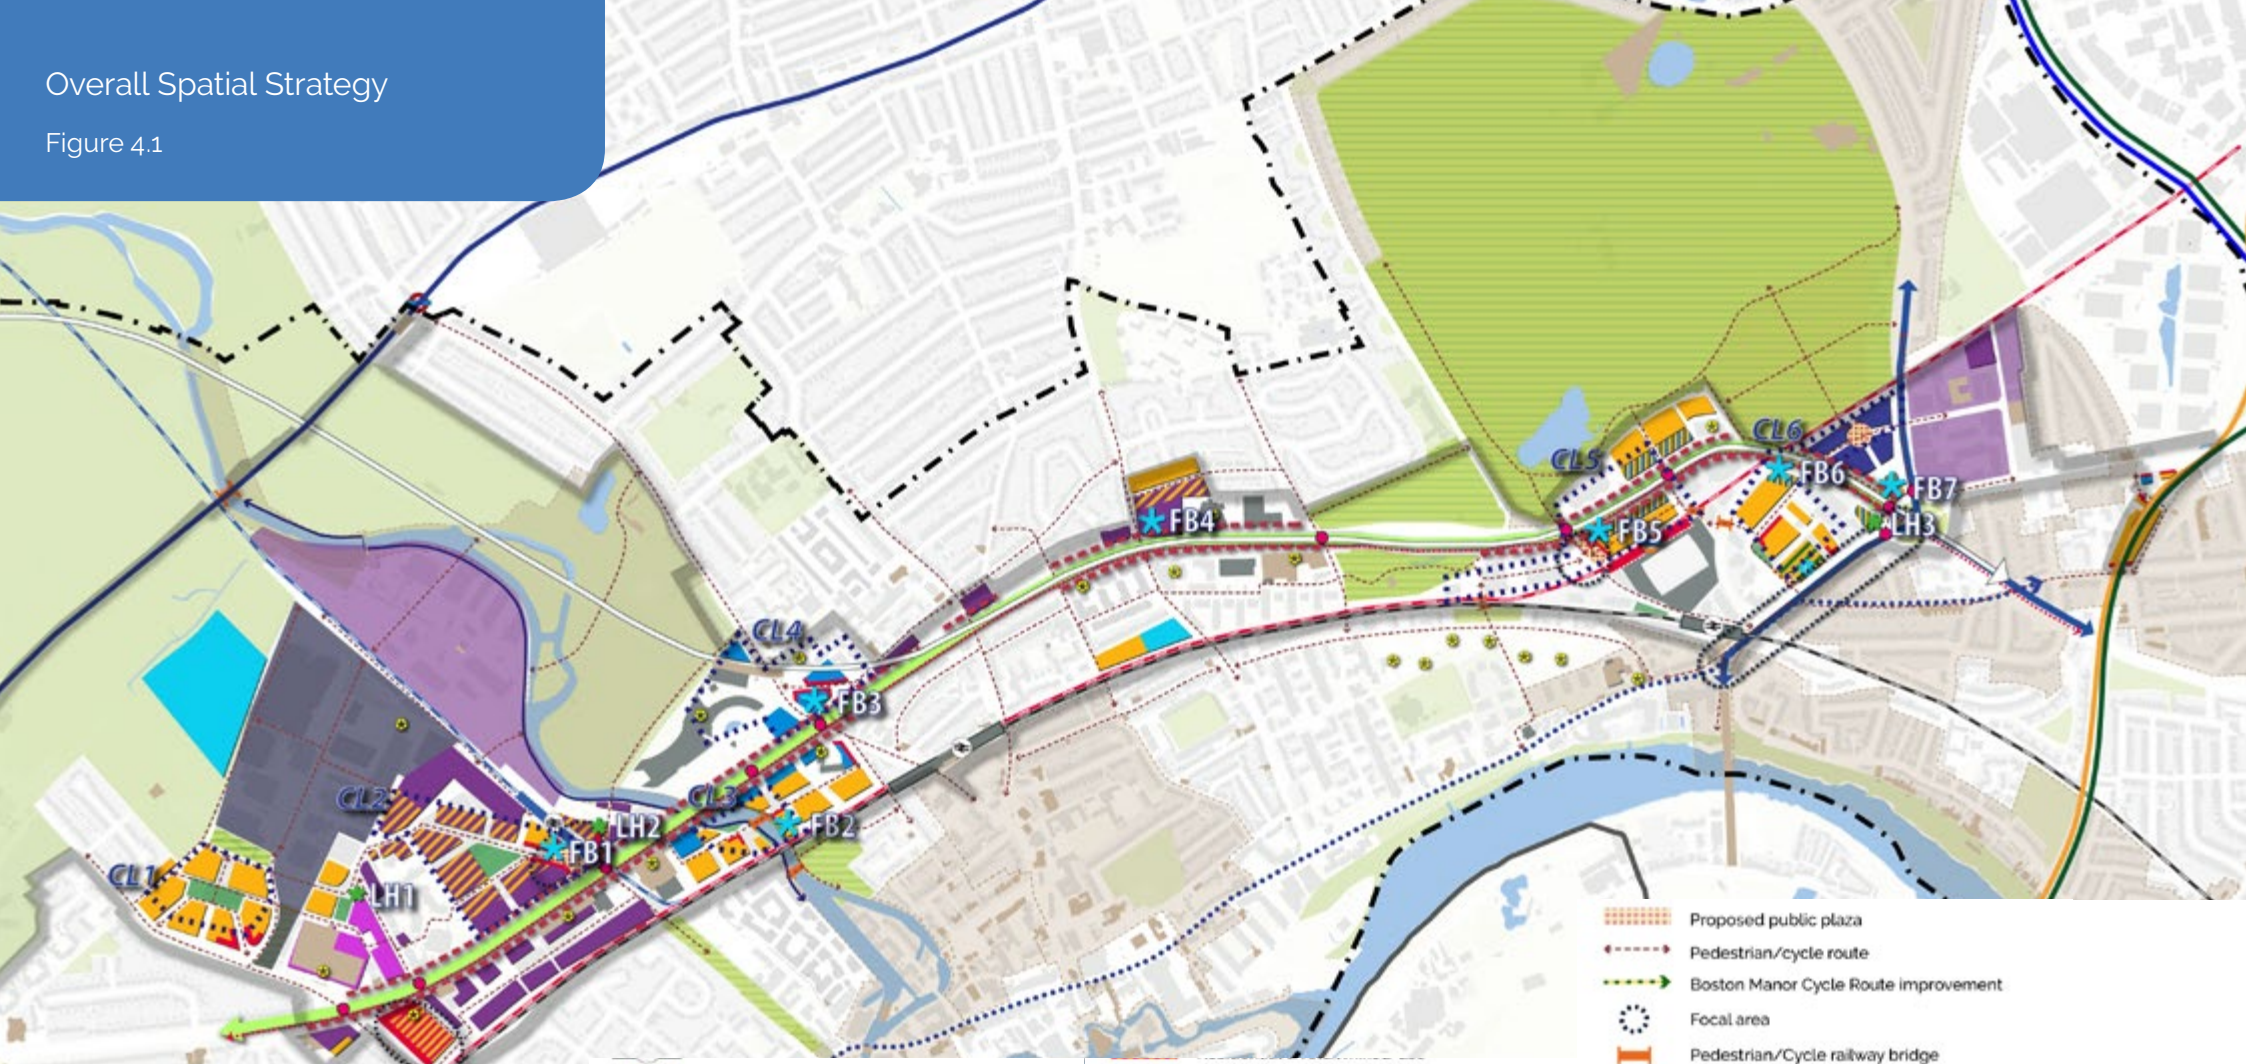 Overall Spatial Strategy
Figure 4.1
CL6
CL5
FB6
FB7
FB4
FB5
LH3
CL4
FB3
CL2
CL3
LH2
FB2
FB1
CL1
LH1
Proposed public plaza
Pedestrian/cycle route
Boston Manor Cycle Route improvement
Focal area
Pedestrian/Cycle railway bridge